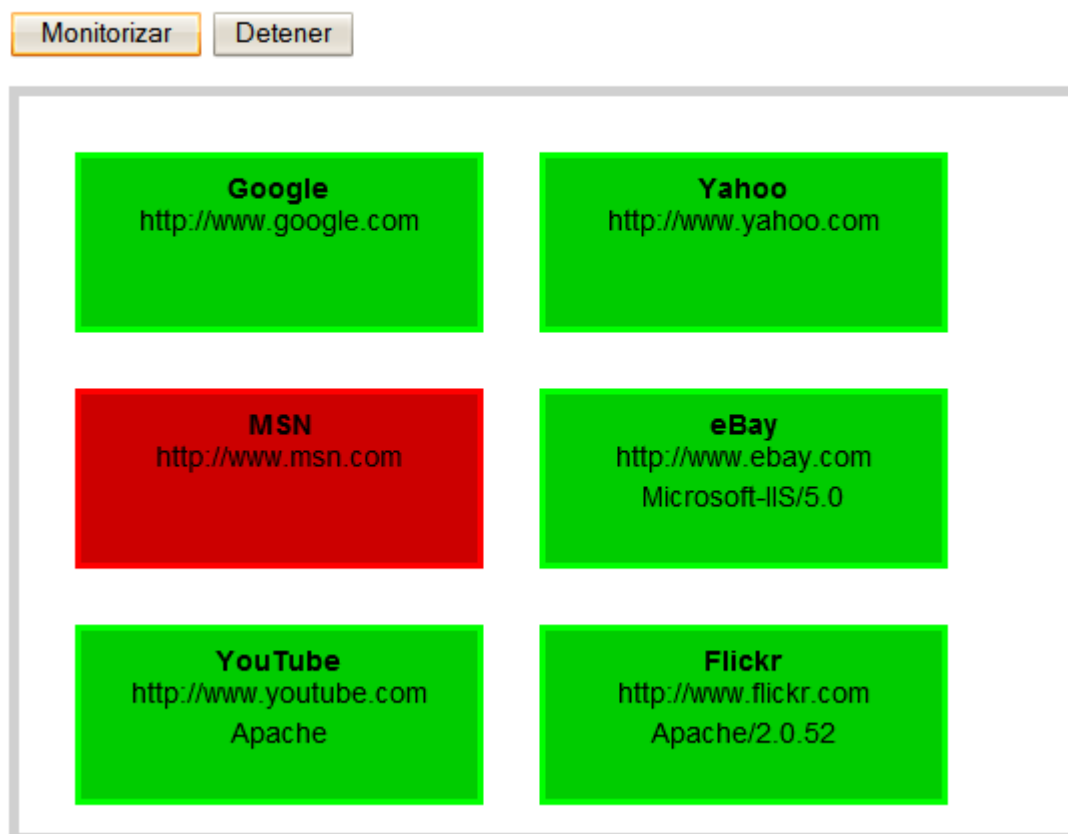 Monitorizar Detener
Google
http://www.google.com
Yahoo
http://www.yahoo.com
MSN
http://www.msn.com
eBay
http://www.ebay.com
Microsoft-IIS/5.0
YouTube
http://www.youtube.com
Apache
Flickr
http://www.flickr.com
Apache/2.0.52